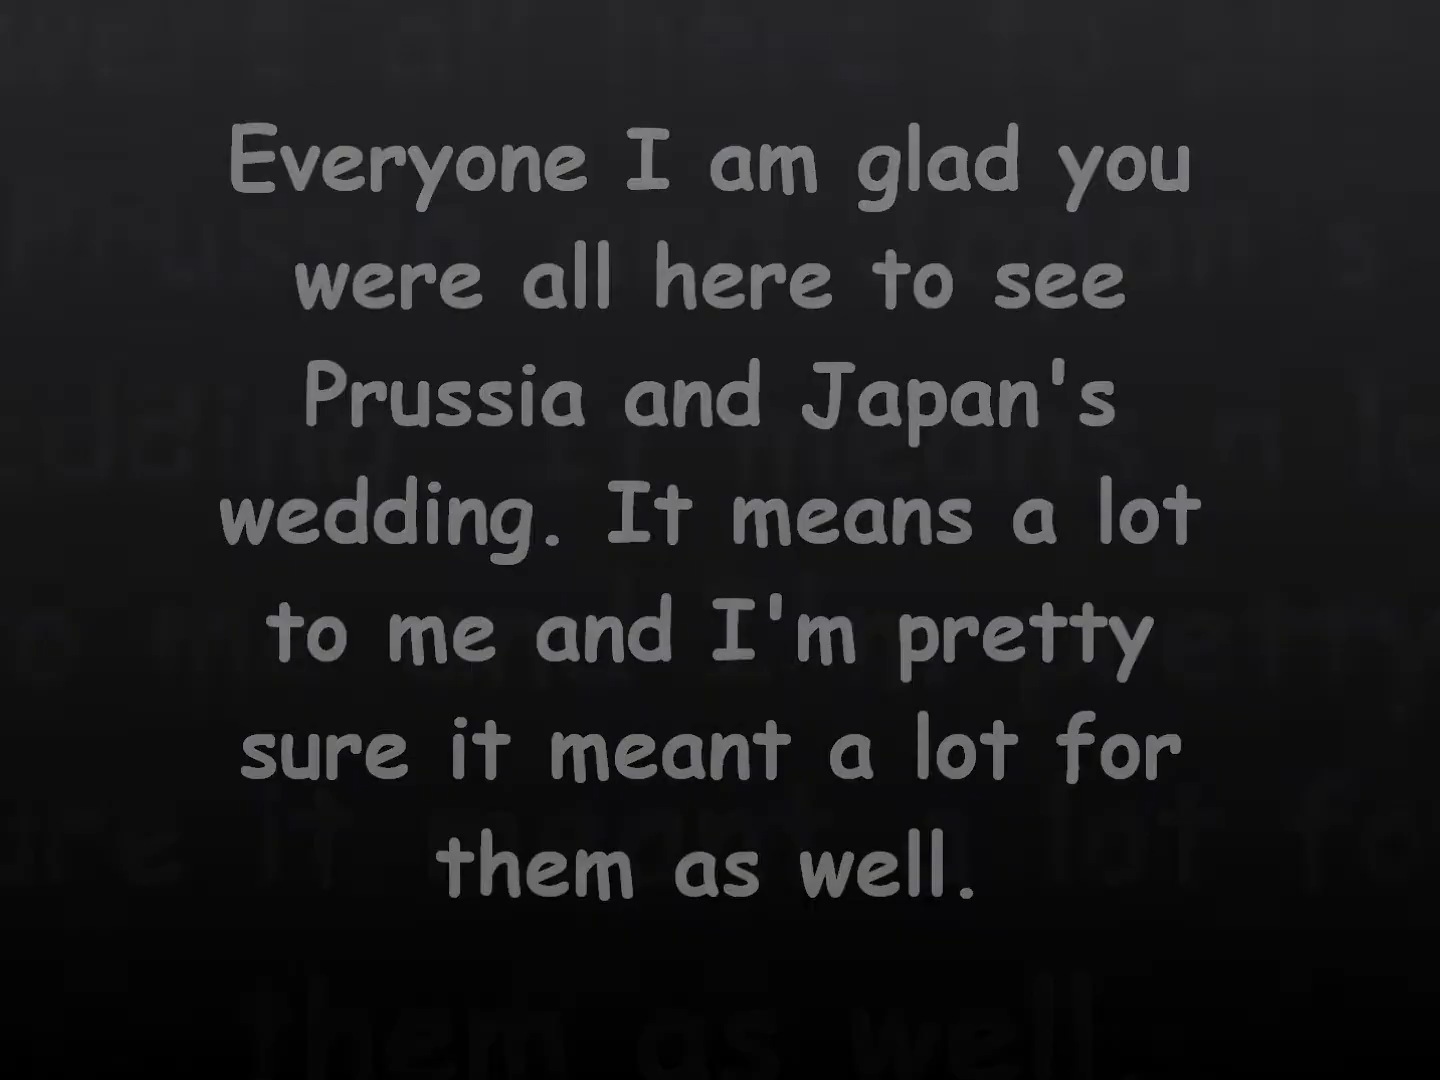 Everyone I am glad you
were all here to see
Prussia and Japan's
wedding. It means a lot
to me and I'm pretty
sure it meant a lot for
them as well.